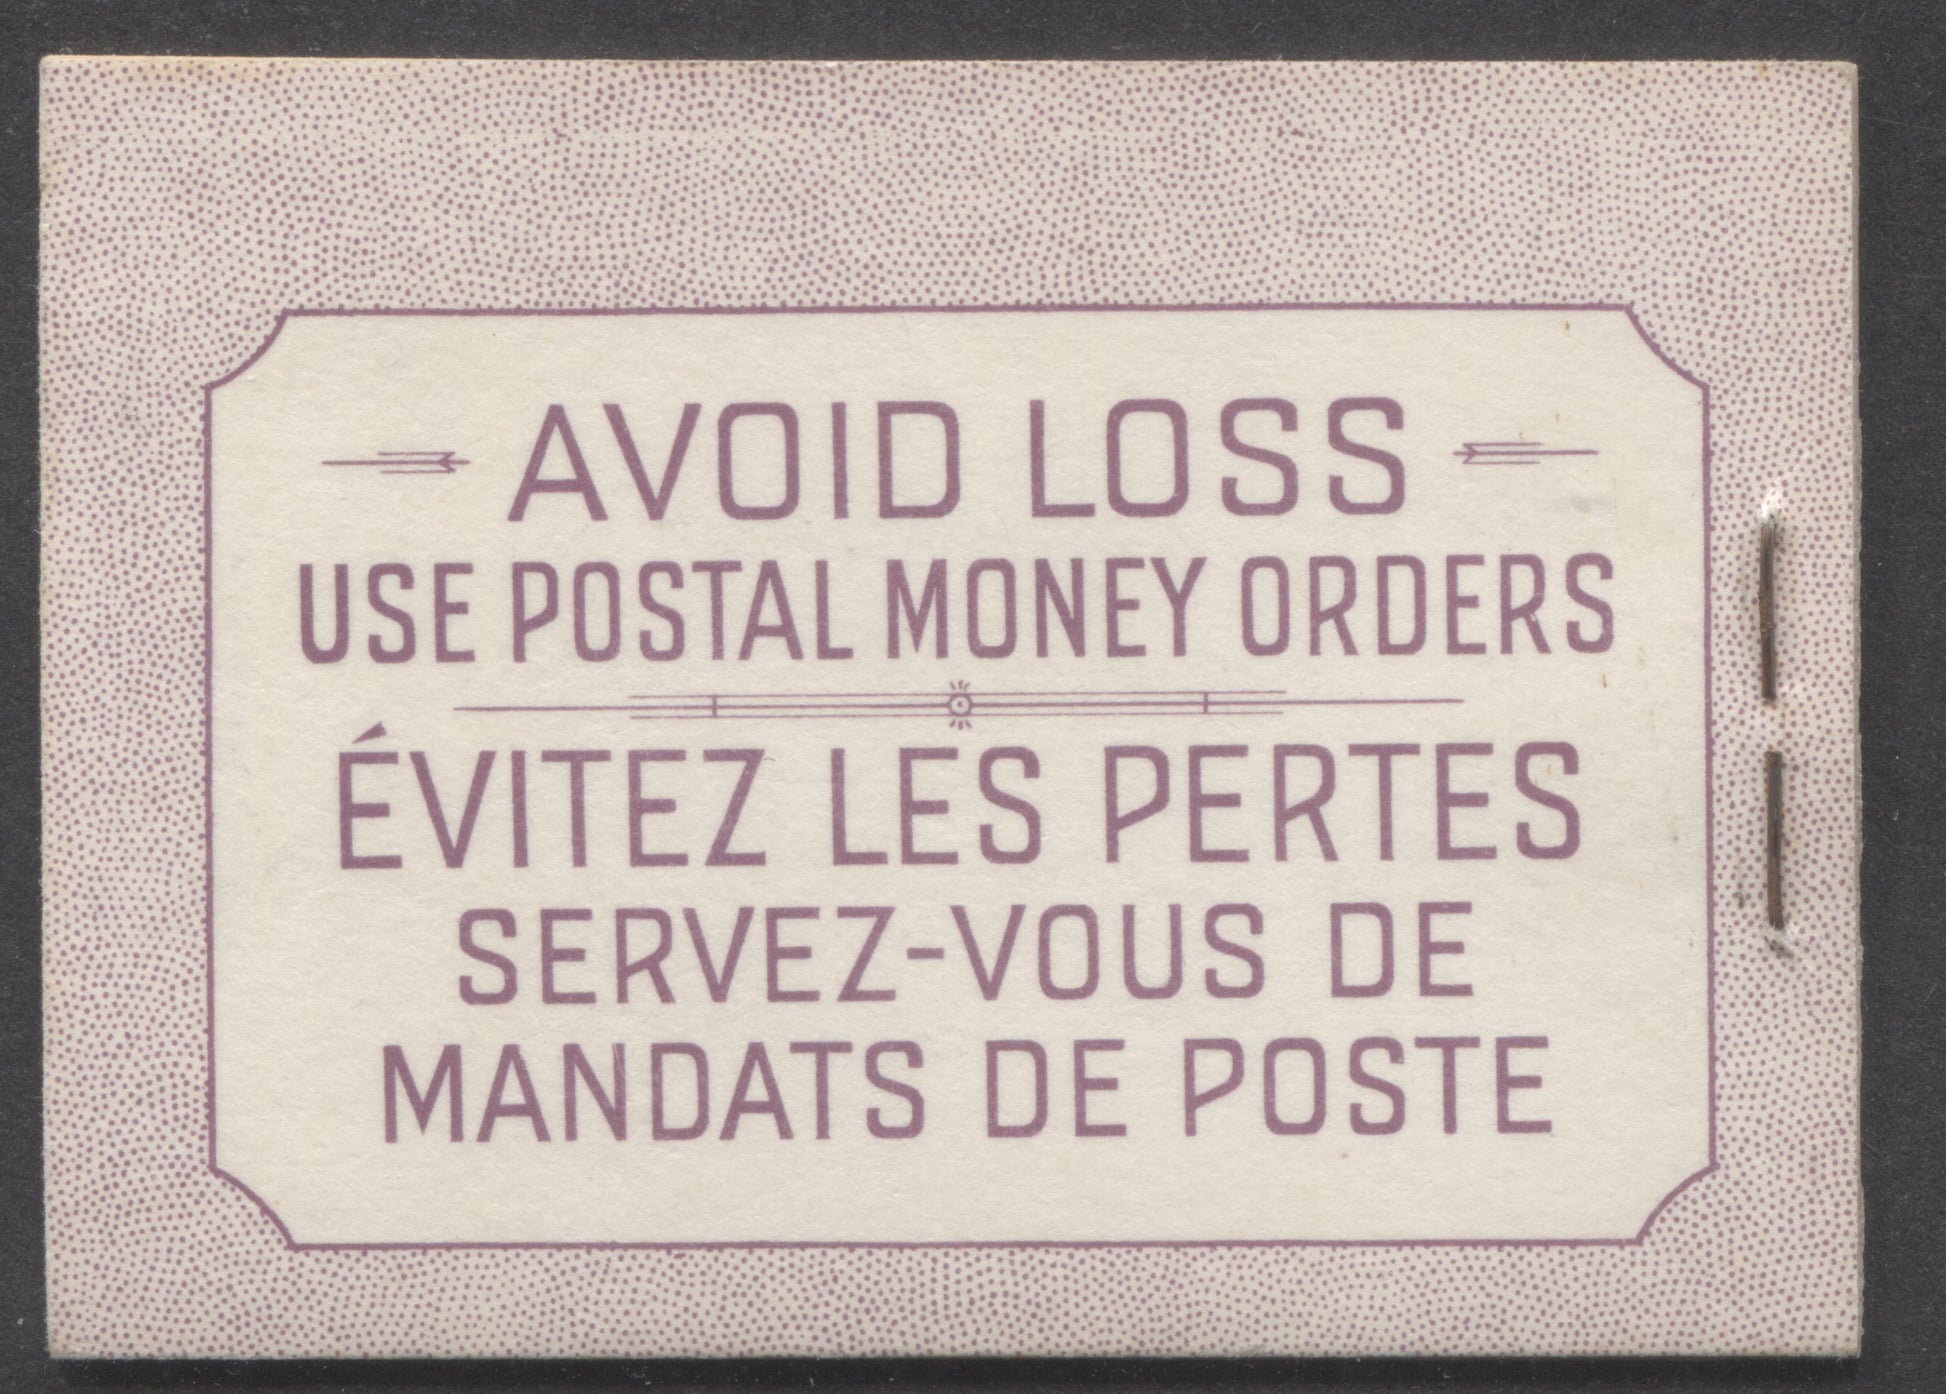 AVOID LOSS
USE POSTAL MONEY ORDERS
ÉVITEZ LES PERTES
SERVEZ-VOUS DE
MANDATS DE POSTE